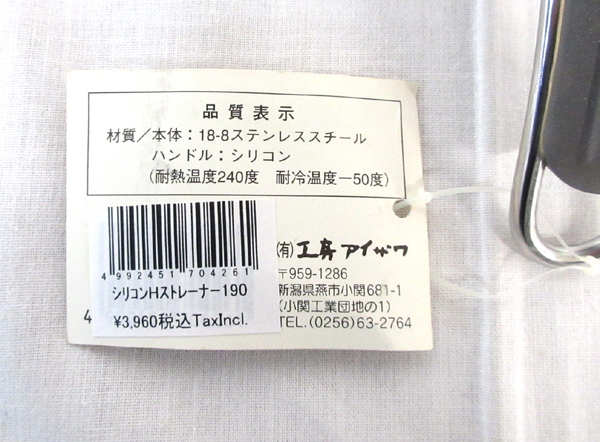 品質表示
材質／本体：18-8ステンレススチール
ハンドル：シリコン
（耐熱温度240度　耐冷温度－50度）
4992451704261
シリコンHストレーナー190
¥3,960税込TaxIncl.
4
(有)工房アイザワ
〒959-1286
新潟県燕市小関681-1
(小関工業団地の1)
TEL.(0256)63-2764